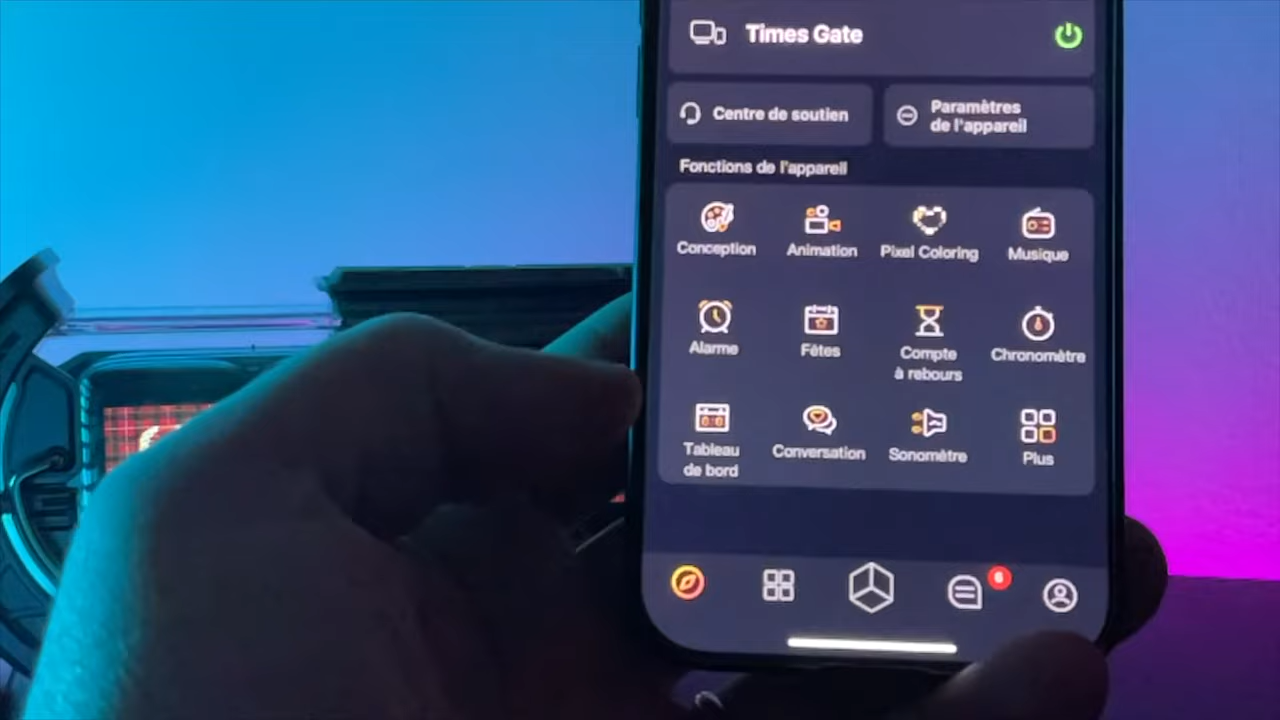 Times Gate
Centre de soutien
Paramètres
de l'appareil
Fonctions de l'appareil
Conception
Animation
Pixel Coloring
Musique
Alarme
Fêtes
Compte
à rebours
Chronomètre
Tableau
de bord
Conversation
Sonomètre
Plus
6